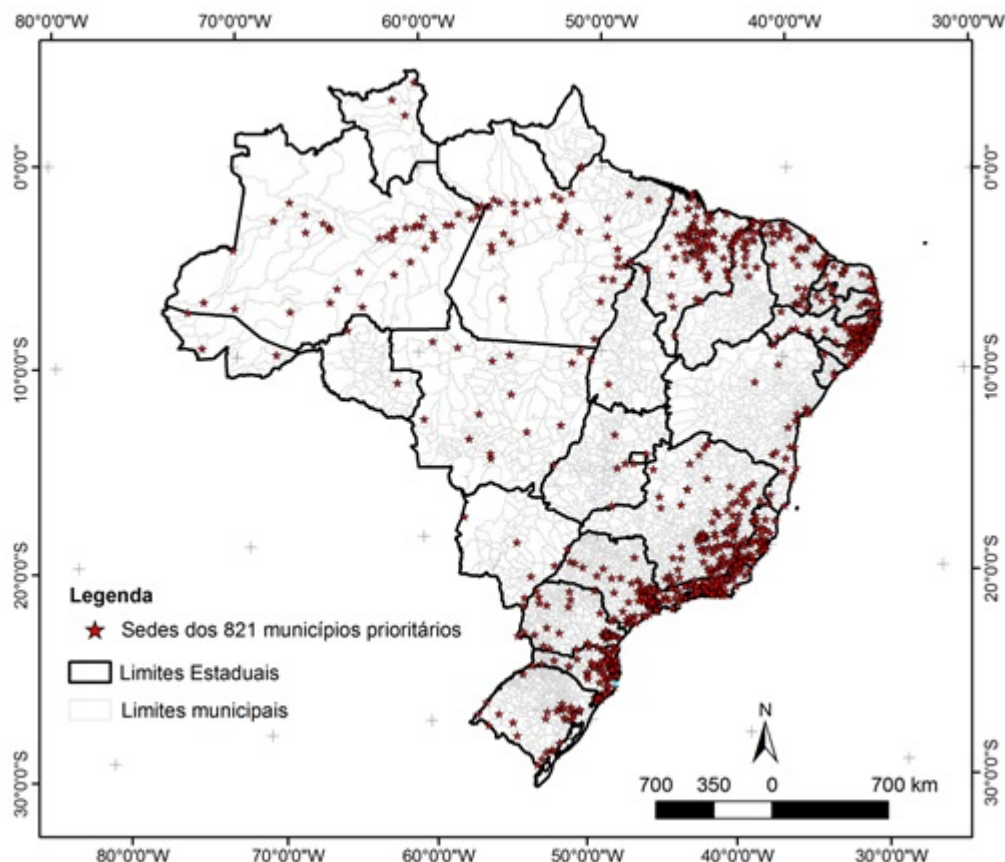 80°0'0"W 70°0'0"W 60°0'0"W 50°0'0"W 40°0'0"W 30°0'0"W
0°0'0" 0°0'0"
10°0'0"S 10°0'0"S
20°0'0"S 20°0'0"S
Legenda
Sedes dos 821 municípios prioritários
Limites Estaduais
Limites municipais
N
700 350 0 700 km
30°0'0"S 30°0'0"S
80°0'0"W 70°0'0"W 60°0'0"W 50°0'0"W 40°0'0"W